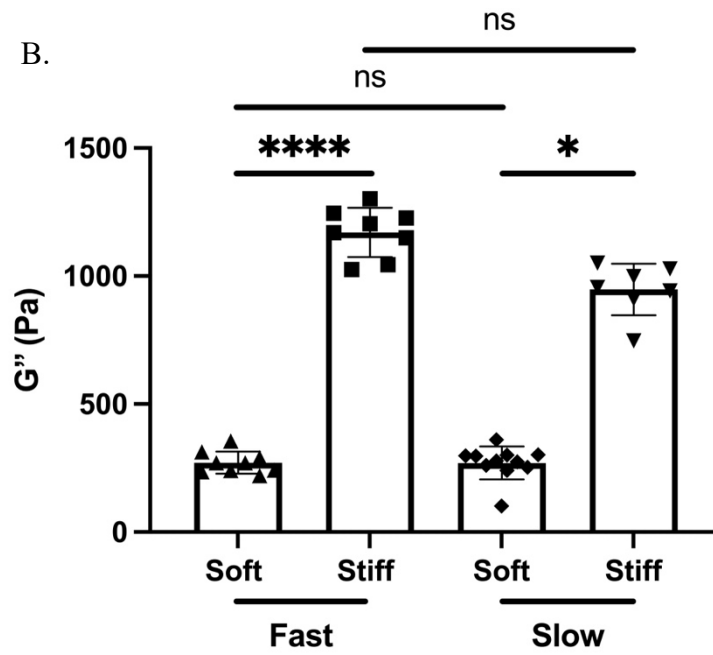 B.
ns
ns
1500
**** *
1000
G” (Pa)
500
0
Soft Stiff Soft Stiff
Fast Slow